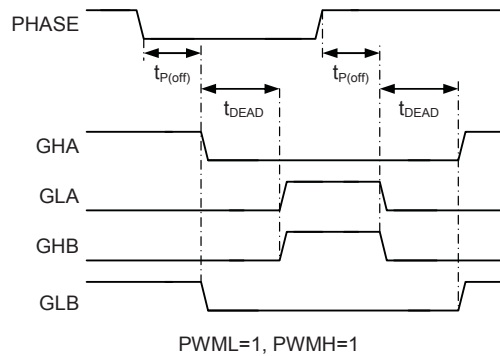 PHASE
tP(off) tP(off)
tDEAD tDEAD
GHA
GLA
GHB
GLB
PWML=1, PWMH=1